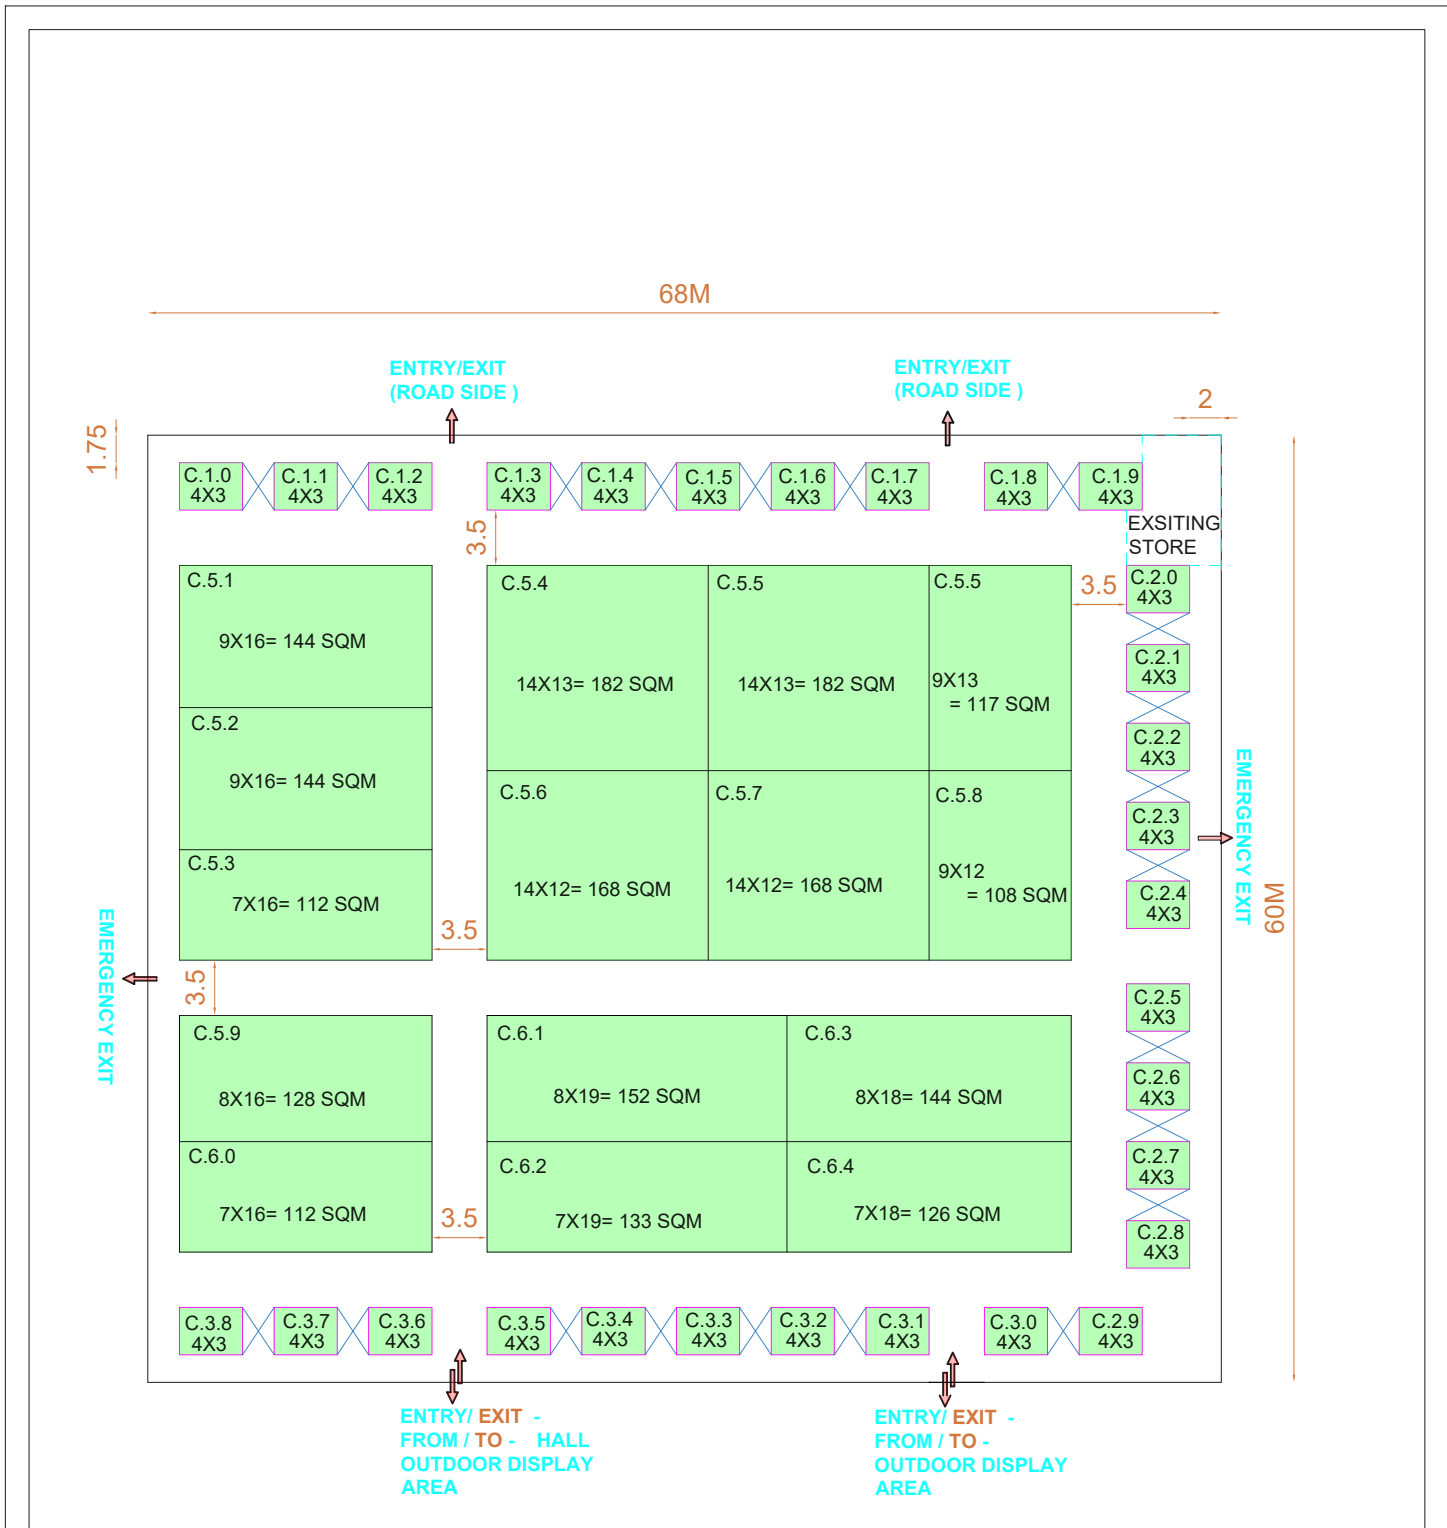 68M
ENTRY/EXIT
(ROAD SIDE )
ENTRY/EXIT
(ROAD SIDE )
2
1.75
C.1.0
4X3
C.1.1
4X3
C.1.2
4X3
C.1.3
4X3
C.1.4
4X3
C.1.5
4X3
C.1.6
4X3
C.1.7
4X3
C.1.8
4X3
C.1.9
4X3
EXSITING
STORE
3.5
C.5.1
9X16= 144 SQM
C.5.2
9X16= 144 SQM
C.5.3
7X16= 112 SQM
C.5.4
14X13= 182 SQM
C.5.5
14X13= 182 SQM
C.5.5
9X13
= 117 SQM
3.5
C.5.6
14X12= 168 SQM
C.5.7
14X12= 168 SQM
C.5.8
9X12
= 108 SQM
C.2.0
4X3
C.2.1
4X3
C.2.2
4X3
C.2.3
4X3
C.2.4
4X3
EMERGENCY EXIT
60M
3.5
EMERGENCY EXIT
3.5
C.5.9
8X16= 128 SQM
C.6.0
7X16= 112 SQM
3.5
C.6.1
8X19= 152 SQM
C.6.3
8X18= 144 SQM
C.6.2
7X19= 133 SQM
C.6.4
7X18= 126 SQM
C.2.5
4X3
C.2.6
4X3
C.2.7
4X3
C.2.8
4X3
C.3.8
4X3
C.3.7
4X3
C.3.6
4X3
C.3.5
4X3
C.3.4
4X3
C.3.3
4X3
C.3.2
4X3
C.3.1
4X3
C.3.0
4X3
C.2.9
4X3
ENTRY/ EXIT -
FROM / TO - HALL
OUTDOOR DISPLAY
AREA
ENTRY/ EXIT -
FROM / TO -
OUTDOOR DISPLAY
AREA